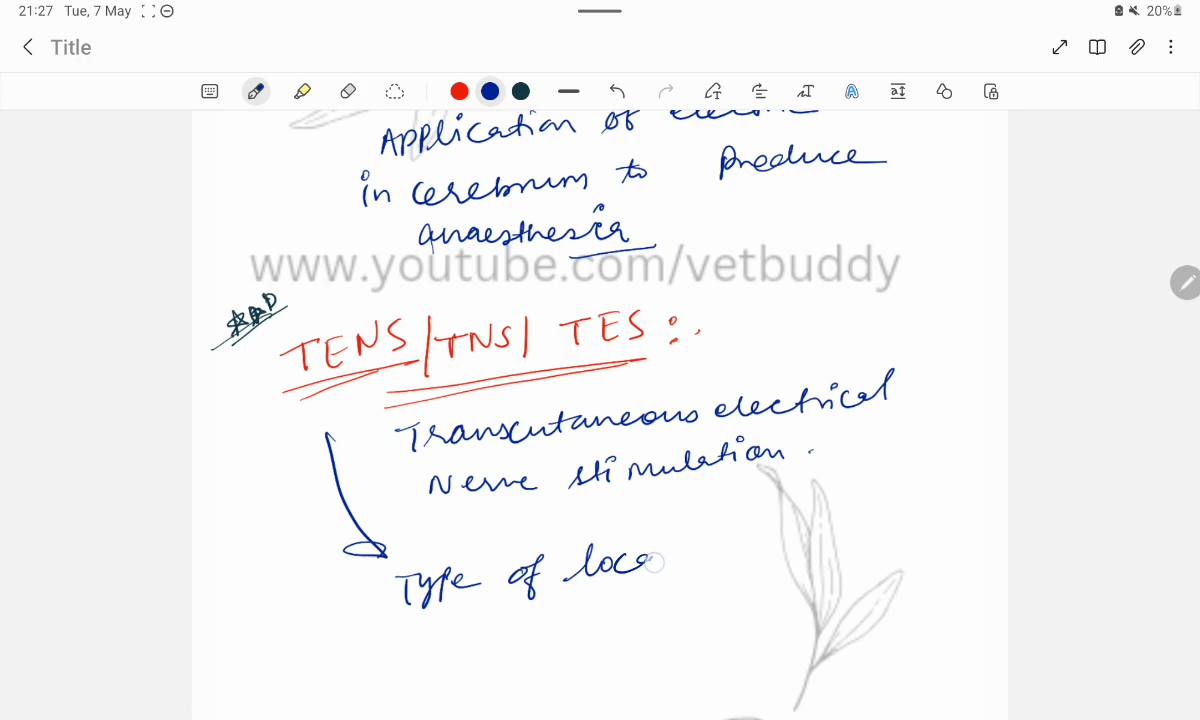 21:27 Tue, 7 May
20%
Title
Application of
in cerebrum to produce
anaesthesia
www.youtube.com/vetbuddy
TENS/TNS/ TES :.
Transcutaneous electrical
Nerve stimulation.
Type of loca